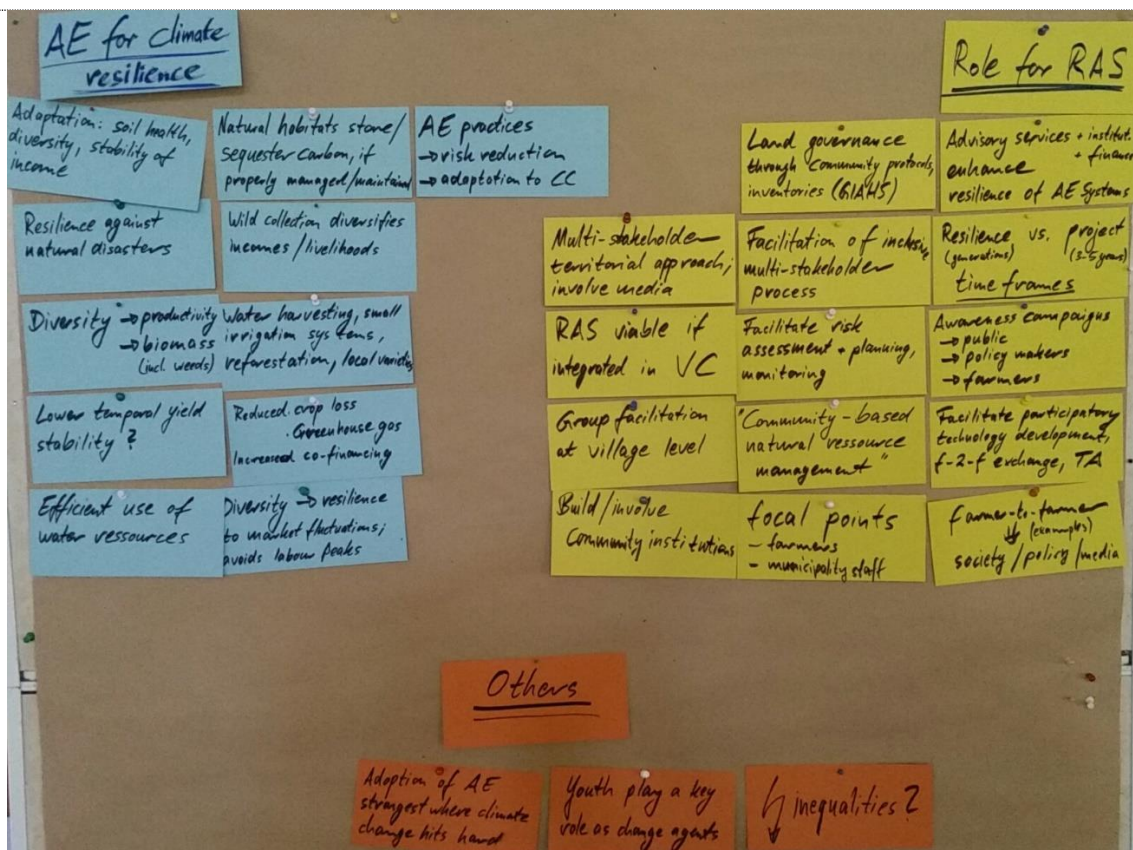 AE for climate
resilience
Adaptation: soil health,
diversity, stability of
income
Natural habitats store/
sequester carbon, if
properly managed/maintained
AE practices
→ risk reduction
→ adaptation to CC
Resilience against
natural disasters
Wild collection diversifies
incomes/livelihoods
Diversity → productivity
→ biomass
(incl. weeds)
Water harvesting, small
irrigation systems,
reforestation, local varieties
Lower temporal yield
stability?
Reduced crop loss
Greenhouse gas
Increased co-financing
Efficient use of
water ressources
Diversity → resilience
to market fluctuations;
avoids labour peaks
Role for RAS
Land governance
through community protocols,
inventories (GIAHS)
Advisory services + institut.
+ finance
enhance
resilience of AE Systems
Multi-stakeholder
territorial approach;
involve media
Facilitation of inclusive
multi-stakeholder
process
Resilience vs. project
(generations) (3-5 years)
time frames
RAS viable if
integrated in VC
Facilitate risk
assessment + planning,
monitoring
Awareness campaigns
→ public
→ policy makers
→ farmers
Group facilitation
at village level
"Community-based
natural ressource
management"
Facilitate participatory
technology development,
f-2-f exchange, TA
Build/involve
Community institutions
focal points
- farmers
- municipality staff
farmer-to-farmer
↓ (examples)
society/policy/media
Others
Adoption of AE
strongest where climate
change hits hard
Youth play a key
role as change agents
inequalities?